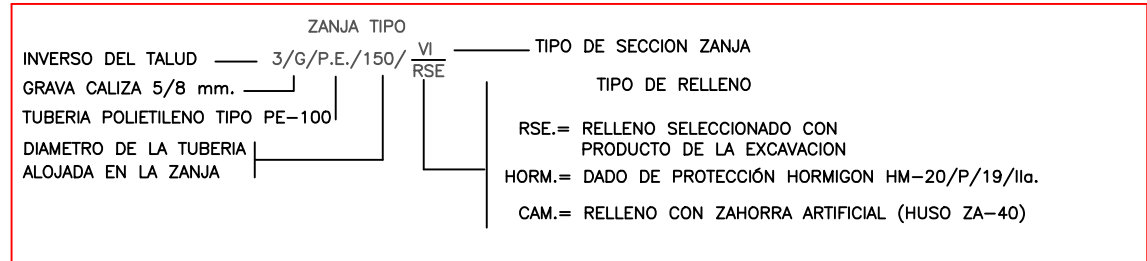 ZANJA TIPO
INVERSO DEL TALUD
3/G/P.E./150/ VI
RSE
TIPO DE SECCION ZANJA
GRAVA CALIZA 5/8 mm.
TUBERIA POLIETILENO TIPO PE-100
DIAMETRO DE LA TUBERIA
ALOJADA EN LA ZANJA
TIPO DE RELLENO
RSE.= RELLENO SELECCIONADO CON
PRODUCTO DE LA EXCAVACION
HORM.= DADO DE PROTECCIÓN HORMIGON HM-20/P/19/IIa.
CAM.= RELLENO CON ZAHORRA ARTIFICIAL (HUSO ZA-40)